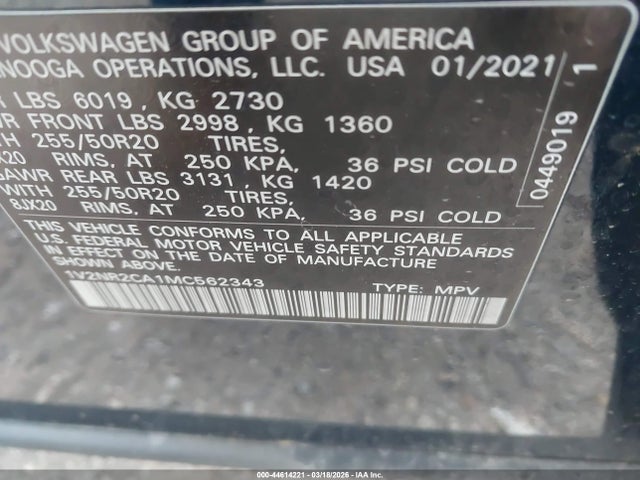 VOLKSWAGEN GROUP OF AMERICA
NOOGA OPERATIONS, LLC. USA 01/2021
LBS 6019, KG 2730
FRONT LBS 2998, KG 1360
255/50R20 TIRES,
RIMS, AT 250 KPA, 36 PSI COLD
GAWR REAR LBS 3131, KG 1420
WITH 255/50R20 TIRES,
8JX20 RIMS, AT 250 KPA, 36 PSI COLD
THIS VEHICLE CONFORMS TO ALL APPLICABLE
U.S. FEDERAL MOTOR VEHICLE SAFETY STANDARDS
IN EFFECT ON THE DATE OF MANUFACTURE
SHOWN ABOVE.
1V2NR2CA1MC562343 TYPE: MPV
0449019
1
000-44614221 - 03/18/2026 - IAAI.COM